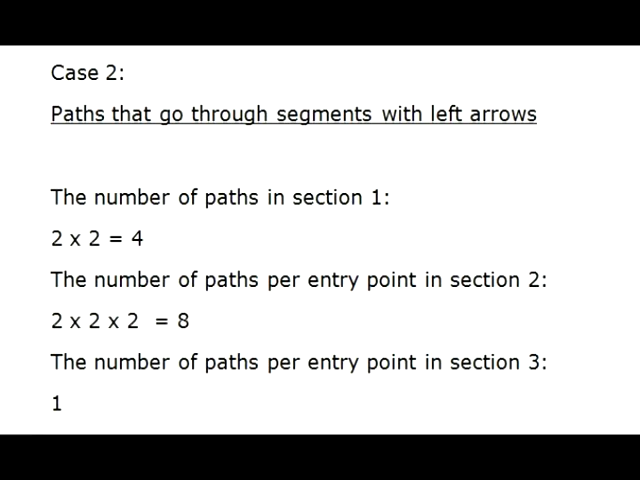 Case 2:
Paths that go through segments with left arrows
The number of paths in section 1:
2 x 2 = 4
The number of paths per entry point in section 2:
2 x 2 x 2  = 8
The number of paths per entry point in section 3:
1